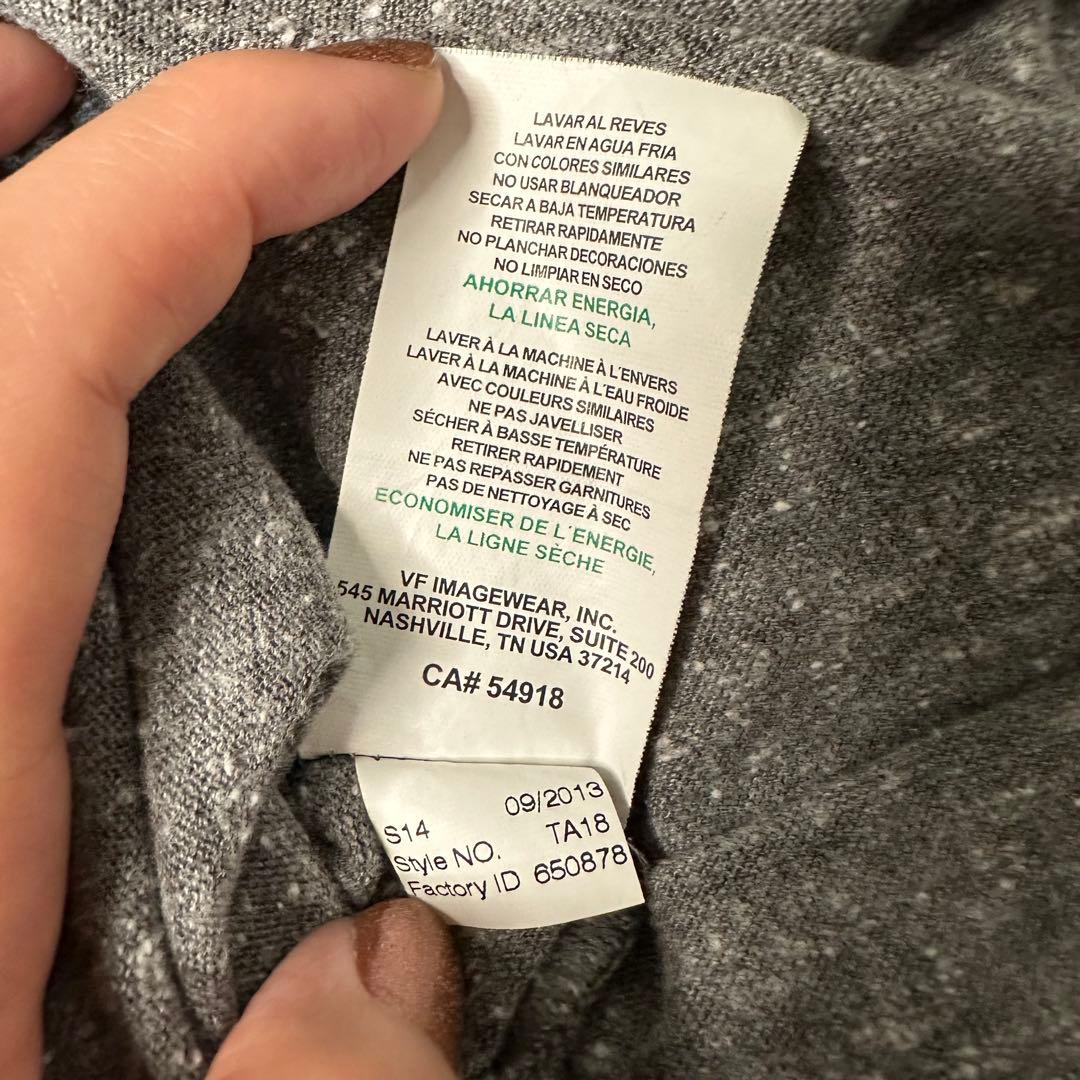 LAVAR AL REVES
LAVAR EN AGUA FRIA
CON COLORES SIMILARES
NO USAR BLANQUEADOR
SECAR A BAJA TEMPERATURA
RETIRAR RAPIDAMENTE
NO PLANCHAR DECORACIONES
NO LIMPIAR EN SECO
AHORRAR ENERGIA,
LA LINEA SECA
LAVER À LA MACHINE À L´ENVERS
LAVER À LA MACHINE À L´EAU FROIDE
AVEC COULEURS SIMILAIRES
NE PAS JAVELLISER
SÉCHER À BASSE TEMPÉRATURE
RETIRER RAPIDEMENT
NE PAS REPASSER GARNITURES
PAS DE NETTOYAGE À SEC
ECONOMISER DE L´ENERGIE,
LA LIGNE SÈCHE
VF IMAGEWEAR, INC.
545 MARRIOTT DRIVE, SUITE 200
NASHVILLE, TN USA 37214
CA# 54918
S14 09/2013
Style NO. TA18
Factory ID 650878